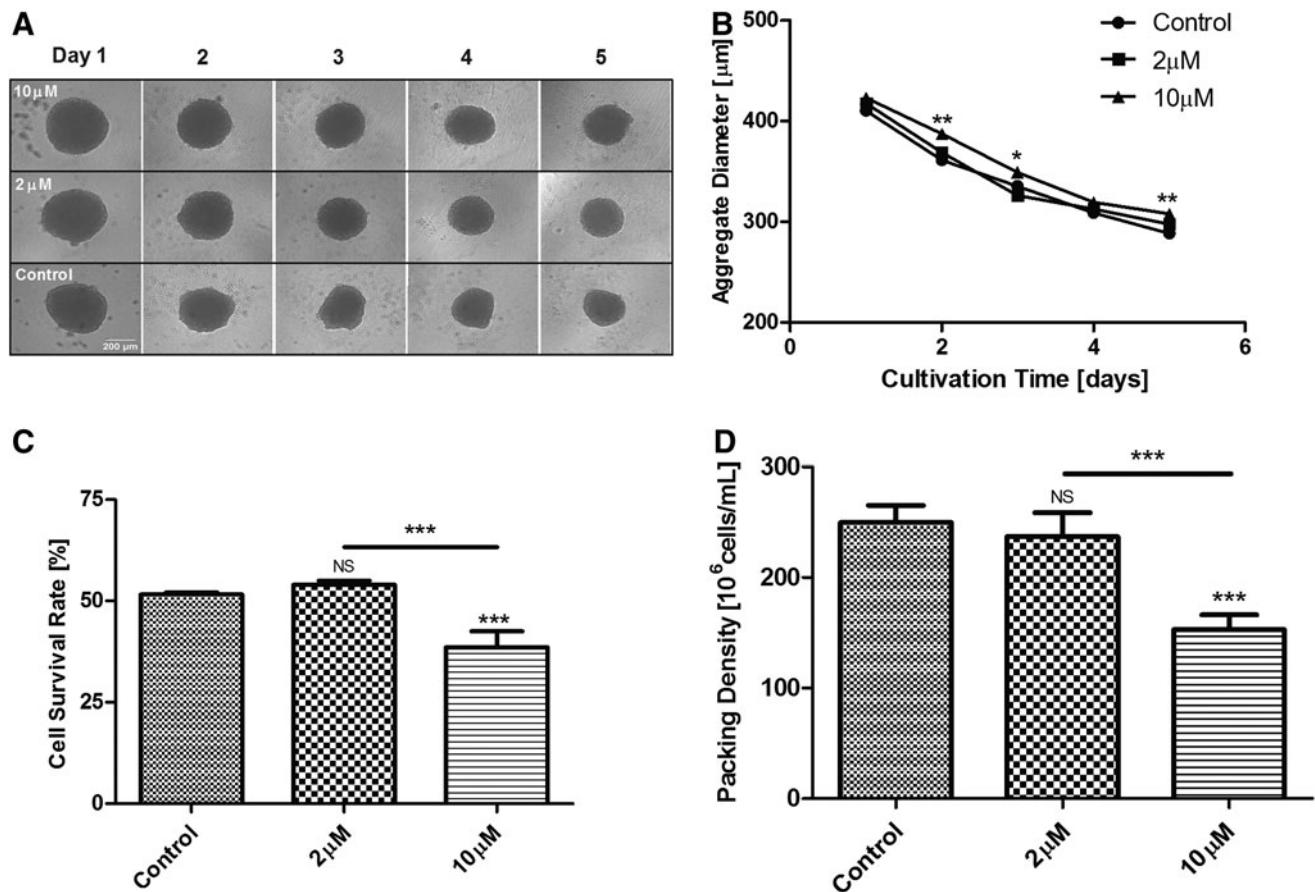 A
Day 1 2 3 4 5
10μM
2 μM
Control
200 μm
B
Aggregate Diameter [μm]
500
400
300
200
0 2 4 6
Cultivation Time [days]
Control
2μM
10μM
**
*
**
C
Cell Survival Rate [%]
75
50
25
0
NS
***
***
Control
2μM
10μM
D
Packing Density [10⁶cells/mL]
300
200
100
0
NS
***
***
Control
2μM
10μM